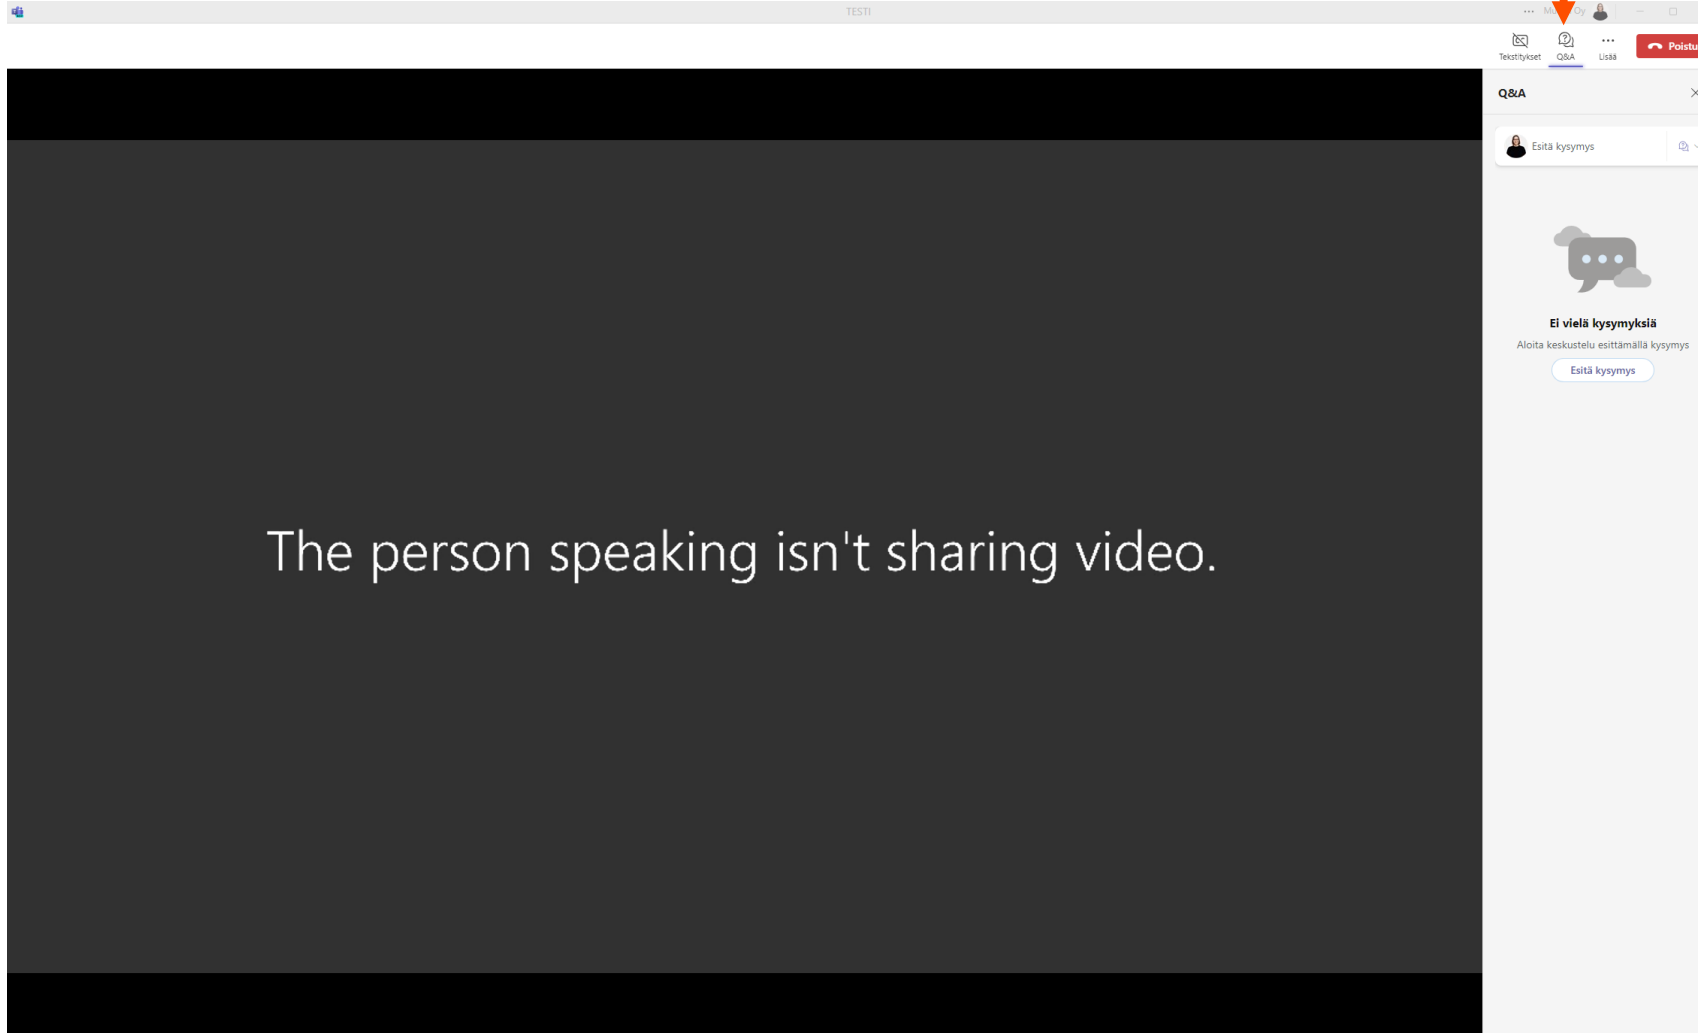 TESTI
Oy
Tekstitykset
Q&A
Lisää
Poistu
Q&A
Esitä kysymys
The person speaking isn't sharing video.
Ei vielä kysymyksiä
Aloita keskustelu esittämällä kysymys
Esitä kysymys